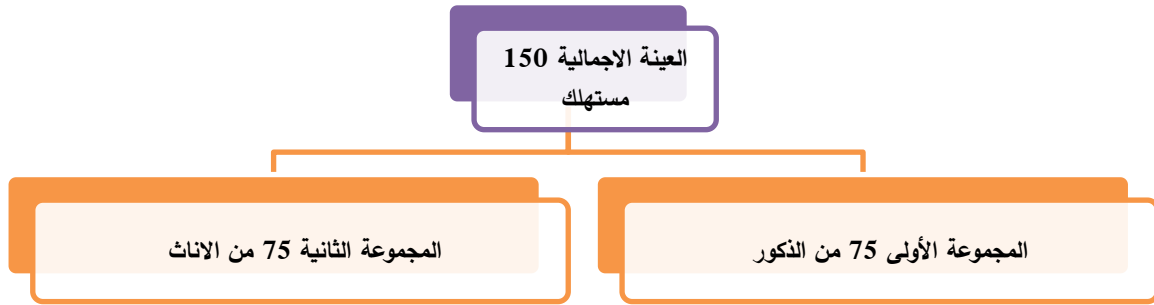 العينة الاجمالية 150
مستهلك
المجموعة الأولى 75 من الذكور
المجموعة الثانية 75 من الاناث